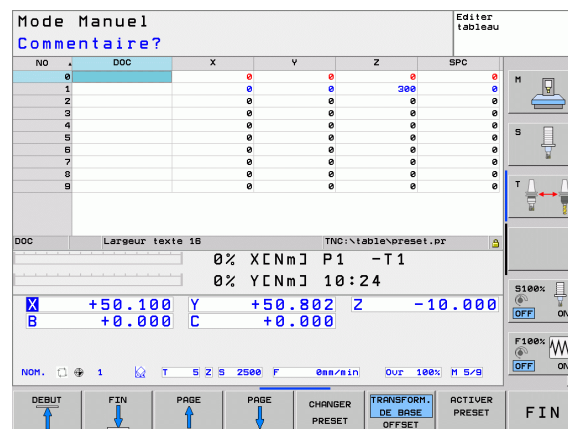 Mode Manuel
Commentaire?
Editer
tableau
NO DOC X Y Z SPC
0 0 0 0 0
1 0 0 300 0
2 0 0 0 0
3 0 0 0 0
4 0 0 0 0
5 0 0 0 0
6 0 0 0 0
7 0 0 0 0
8 0 0 0 0
9 0 0 0 0
DOC Largeur texte 16 TNC:\table\preset.pr
0% X[Nm] P1 -T1
0% Y[Nm] 10:24
X +50.100 Y +50.802 Z -10.000
B +0.000 C +0.000
NOM. 1 T 5 Z S 2500 F 0mm/min Ovr 100% M 5/9
M
S
T
S100%
OFF ON
F100%
OFF ON
DEBUT
FIN
PAGE
PAGE
CHANGER
PRESET
TRANSFORM.
DE BASE
OFFSET
ACTIVER
PRESET
FIN